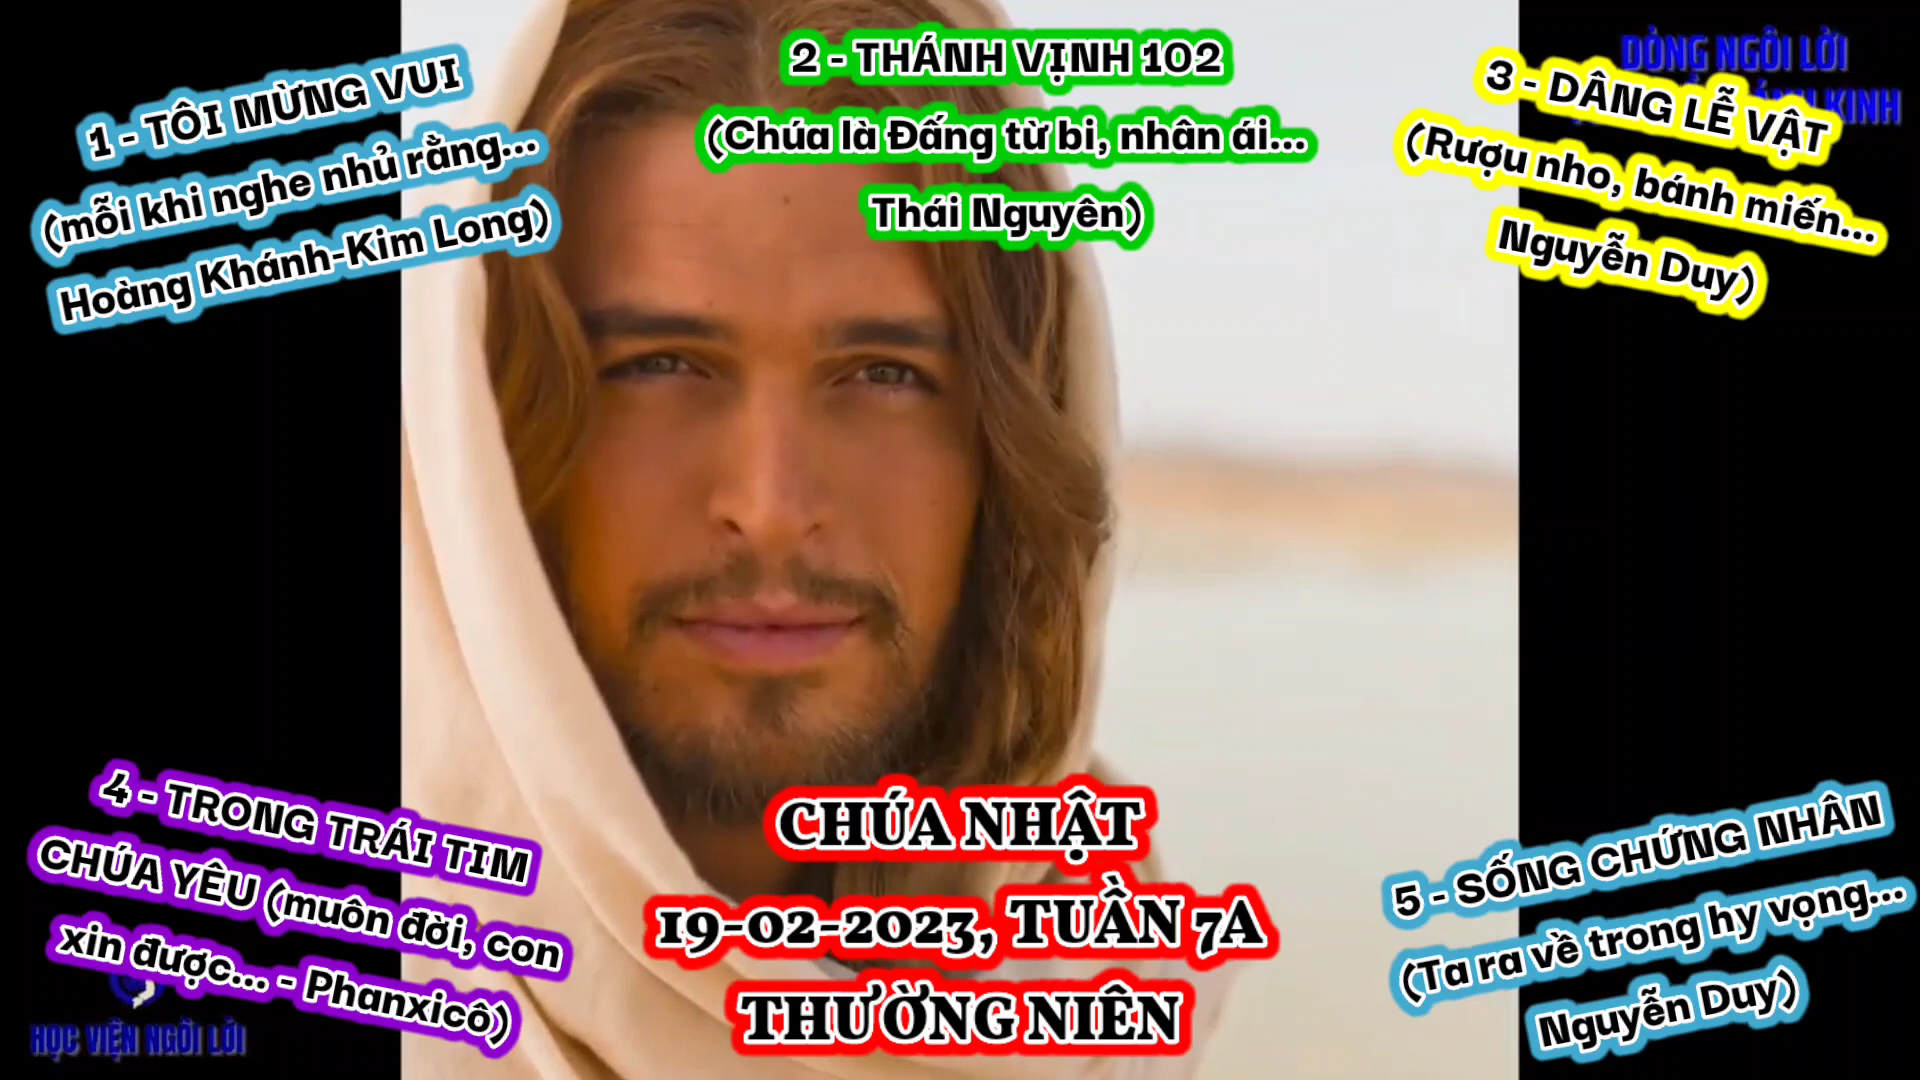 1 - TÔI MỪNG VUI
(mỗi khi nghe nhủ rằng...
Hoàng Khánh-Kim Long)
2 - THÁNH VỊNH 102
(Chúa là Đấng từ bi, nhân ái...
Thái Nguyên)
DÒNG NGÔI LỜI
KINH
3 - DÂNG LỄ VẬT
(Rượu nho, bánh miến...
Nguyễn Duy)
4 - TRONG TRÁI TIM
CHÚA YÊU (muôn đời, con
xin được... - Phanxicô)
HỌC VIỆN NGÔI LỜI
CHÚA NHẬT
19-02-2023, TUẦN 7A
THƯỜNG NIÊN
5 - SỐNG CHỨNG NHÂN
(Ta ra về trong hy vọng...
Nguyễn Duy)